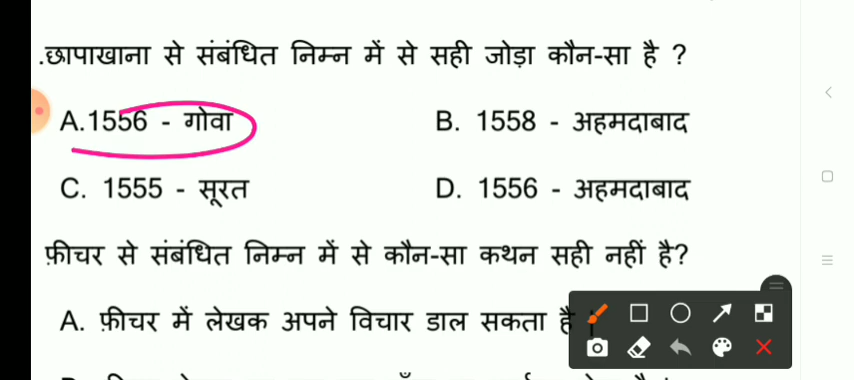 .छापाखाना से संबंधित निम्न में से सही जोड़ा कौन-सा है ?
A.1556 - गोवा
B. 1558 - अहमदाबाद
C. 1555 - सूरत
D. 1556 - अहमदाबाद
फ़ीचर से संबंधित निम्न में से कौन-सा कथन सही नहीं है?
A. फ़ीचर में लेखक अपने विचार डाल सकता है